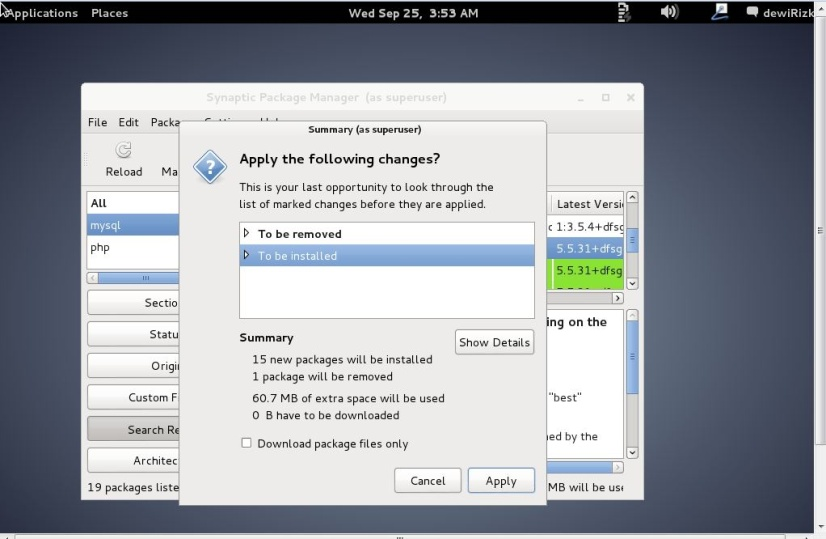 Applications Places Wed Sep 25, 3:53 AM dewiRizk
Synaptic Package Manager (as superuser)
File Edit Packa
Summary (as superuser)
Reload Ma
Apply the following changes?
This is your last opportunity to look through the
list of marked changes before they are applied.
All
mysql
php
Latest Versi
c 1:3.5.4+dfsg
5.5.31+dfsg
5.5.31+dfsg
To be removed
To be installed
Sectio
Statu
Origi
Custom F
Search Re
Architec
Summary
Show Details
15 new packages will be installed
1 package will be removed
60.7 MB of extra space will be used
0 B have to be downloaded
Download package files only
Cancel Apply
ing on the
"best"
ned by the
19 packages liste
MB will be use